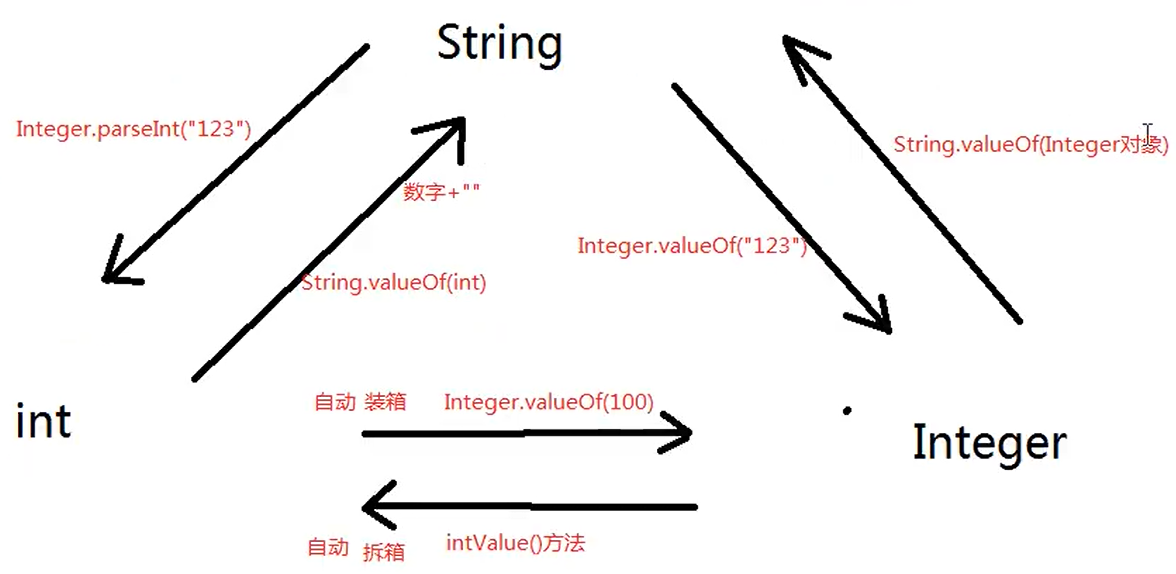 String
Integer.parseInt("123")
String.valueOf(Integer对象)
数字+""
Integer.valueOf("123")
String.valueOf(int)
int
自动 装箱 Integer.valueOf(100)
Integer
自动 拆箱 intValue()方法